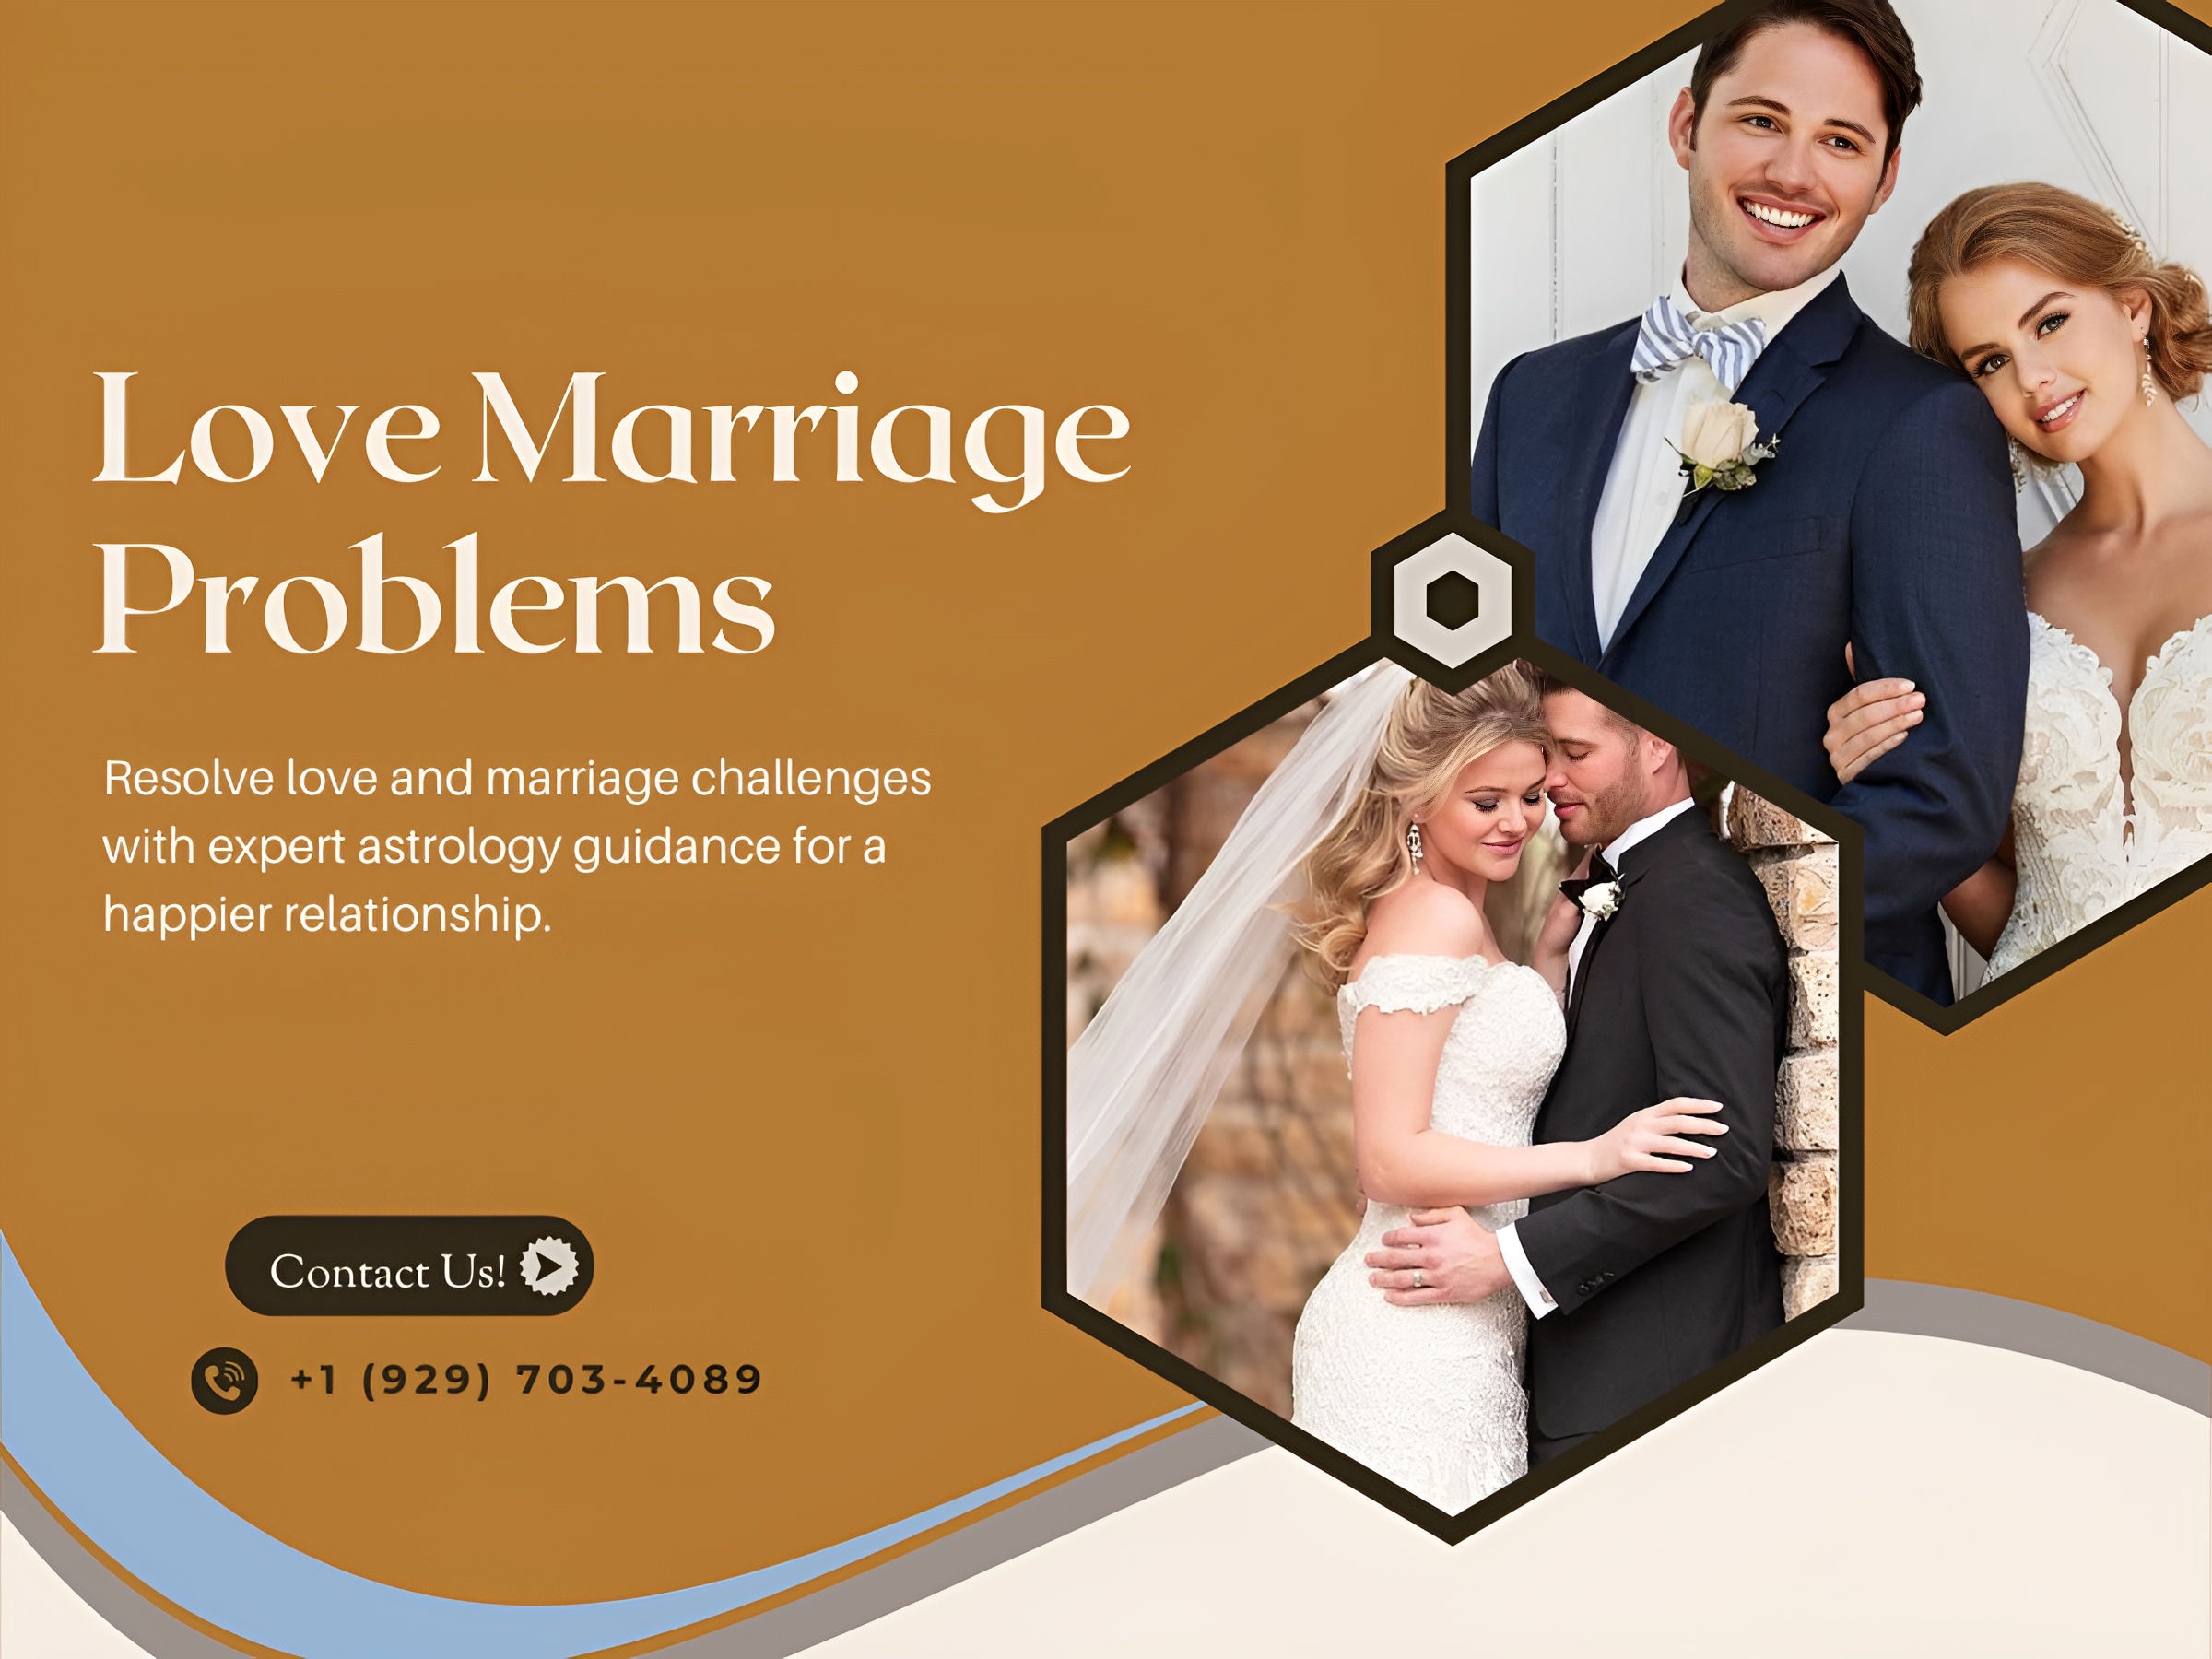 Love Marriage
Problems
Resolve love and marriage challenges
with expert astrology guidance for a
happier relationship.
Contact Us!
+1 (929) 703-4089